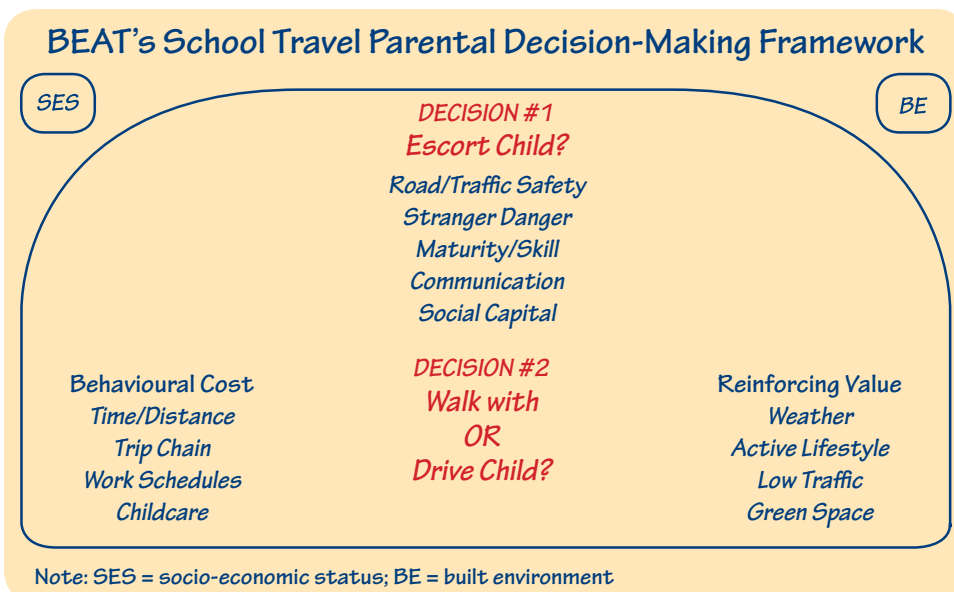 BEAT's School Travel Parental Decision-Making Framework
SES
BE
DECISION #1
Escort Child?
Road/Traffic Safety
Stranger Danger
Maturity/Skill
Communication
Social Capital
Behavioural Cost
Time/Distance
Trip Chain
Work Schedules
Childcare
DECISION #2
Walk with
OR
Drive Child?
Reinforcing Value
Weather
Active Lifestyle
Low Traffic
Green Space
Note: SES = socio-economic status; BE = built environment